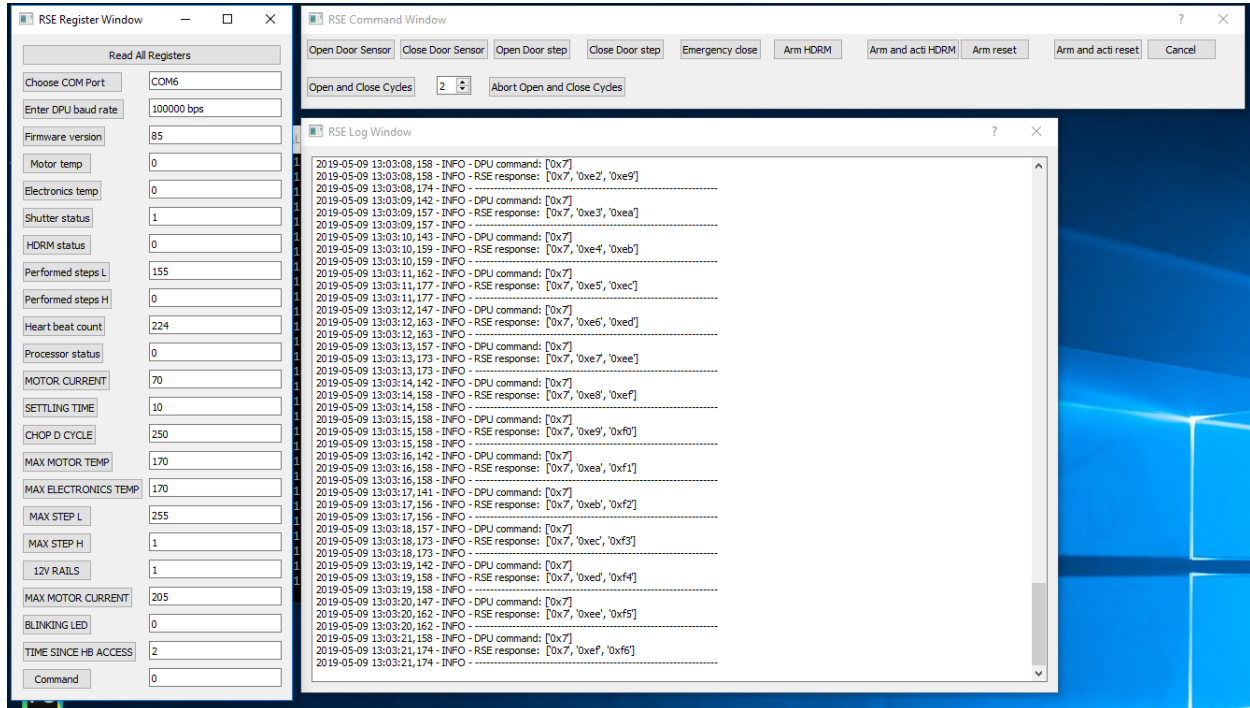 RSE Register Window
Read All Registers
Choose COM Port COM6
Enter DPU baud rate 100000 bps
Firmware version 85
Motor temp 0
Electronics temp 0
Shutter status 1
HDRM status 0
Performed steps L 155
Performed steps H 0
Heart beat count 224
Processor status 0
MOTOR CURRENT 70
SETTLING TIME 10
CHOP D CYCLE 250
MAX MOTOR TEMP 170
MAX ELECTRONICS TEMP 170
MAX STEP L 255
MAX STEP H 1
12V RAILS 1
MAX MOTOR CURRENT 205
BLINKING LED 0
TIME SINCE HB ACCESS 2
Command 0
RSE Command Window
Open Door Sensor Close Door Sensor Open Door step Close Door step Emergency close Arm HDRM Arm and acti HDRM Arm reset Arm and acti reset Cancel
Open and Close Cycles 2 Abort Open and Close Cycles
RSE Log Window
2019-05-09 13:03:08,158 - INFO - DPU command: ['0x7']
2019-05-09 13:03:08,158 - INFO - RSE response: ['0x7', '0xe2', '0xe9']
2019-05-09 13:03:08,174 - INFO - --------------------------------------------------------------------------------
2019-05-09 13:03:09,142 - INFO - DPU command: ['0x7']
2019-05-09 13:03:09,157 - INFO - RSE response: ['0x7', '0xe3', '0xea']
2019-05-09 13:03:09,157 - INFO - --------------------------------------------------------------------------------
2019-05-09 13:03:10,143 - INFO - DPU command: ['0x7']
2019-05-09 13:03:10,159 - INFO - RSE response: ['0x7', '0xe4', '0xeb']
2019-05-09 13:03:10,159 - INFO - --------------------------------------------------------------------------------
2019-05-09 13:03:11,162 - INFO - DPU command: ['0x7']
2019-05-09 13:03:11,177 - INFO - RSE response: ['0x7', '0xe5', '0xec']
2019-05-09 13:03:11,177 - INFO - --------------------------------------------------------------------------------
2019-05-09 13:03:12,147 - INFO - DPU command: ['0x7']
2019-05-09 13:03:12,163 - INFO - RSE response: ['0x7', '0xe6', '0xed']
2019-05-09 13:03:12,163 - INFO - --------------------------------------------------------------------------------
2019-05-09 13:03:13,157 - INFO - DPU command: ['0x7']
2019-05-09 13:03:13,173 - INFO - RSE response: ['0x7', '0xe7', '0xee']
2019-05-09 13:03:13,173 - INFO - --------------------------------------------------------------------------------
2019-05-09 13:03:14,142 - INFO - DPU command: ['0x7']
2019-05-09 13:03:14,158 - INFO - RSE response: ['0x7', '0xe8', '0xef']
2019-05-09 13:03:14,158 - INFO - --------------------------------------------------------------------------------
2019-05-09 13:03:15,158 - INFO - DPU command: ['0x7']
2019-05-09 13:03:15,158 - INFO - RSE response: ['0x7', '0xe9', '0xf0']
2019-05-09 13:03:15,158 - INFO - --------------------------------------------------------------------------------
2019-05-09 13:03:16,142 - INFO - DPU command: ['0x7']
2019-05-09 13:03:16,158 - INFO - RSE response: ['0x7', '0xea', '0xf1']
2019-05-09 13:03:16,158 - INFO - --------------------------------------------------------------------------------
2019-05-09 13:03:17,141 - INFO - DPU command: ['0x7']
2019-05-09 13:03:17,156 - INFO - RSE response: ['0x7', '0xeb', '0xf2']
2019-05-09 13:03:17,156 - INFO - --------------------------------------------------------------------------------
2019-05-09 13:03:18,157 - INFO - DPU command: ['0x7']
2019-05-09 13:03:18,173 - INFO - RSE response: ['0x7', '0xec', '0xf3']
2019-05-09 13:03:18,173 - INFO - --------------------------------------------------------------------------------
2019-05-09 13:03:19,142 - INFO - DPU command: ['0x7']
2019-05-09 13:03:19,158 - INFO - RSE response: ['0x7', '0xed', '0xf4']
2019-05-09 13:03:19,158 - INFO - --------------------------------------------------------------------------------
2019-05-09 13:03:20,147 - INFO - DPU command: ['0x7']
2019-05-09 13:03:20,162 - INFO - RSE response: ['0x7', '0xee', '0xf5']
2019-05-09 13:03:20,162 - INFO - --------------------------------------------------------------------------------
2019-05-09 13:03:21,158 - INFO - DPU command: ['0x7']
2019-05-09 13:03:21,174 - INFO - RSE response: ['0x7', '0xef', '0xf6']
2019-05-09 13:03:21,174 - INFO - --------------------------------------------------------------------------------